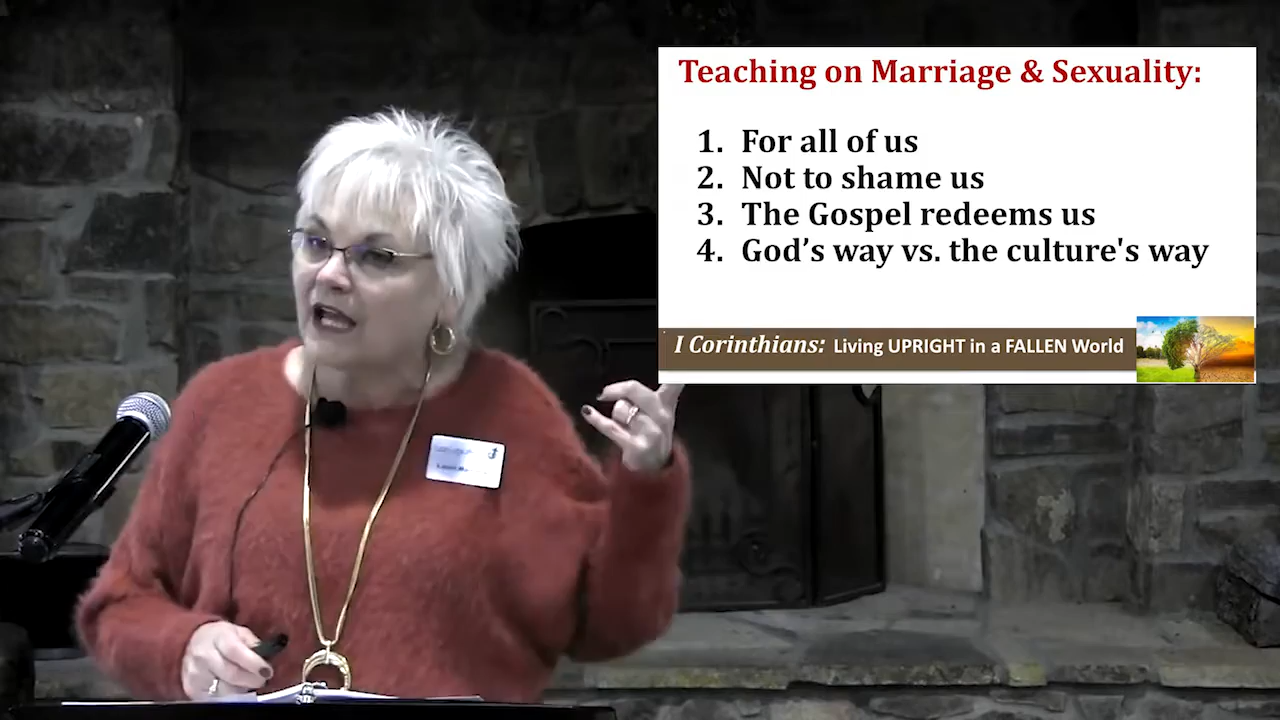 Teaching on Marriage & Sexuality:
1. For all of us
2. Not to shame us
3. The Gospel redeems us
4. God’s way vs. the culture's way
I Corinthians: Living UPRIGHT in a FALLEN World